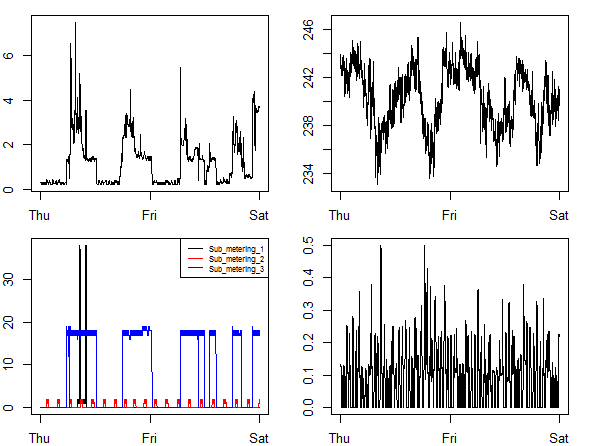 6
4
2
0
Thu Fri Sat
246
242
238
234
Thu Fri Sat
30
20
10
0
Sub_metering_1
Sub_metering_2
Sub_metering_3
Thu Fri Sat
0.5
0.4
0.3
0.2
0.1
0.0
Thu Fri Sat